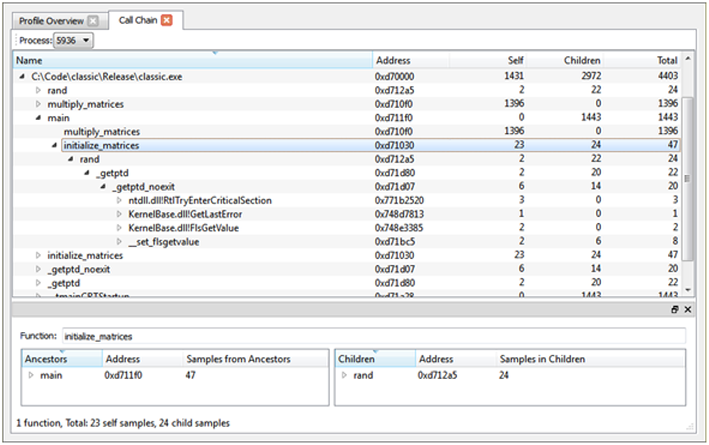 Profile Overview Call Chain
Process: 5936
Name Address Self Children Total
C:\Code\classic\Release\classic.exe 0xd70000 1431 2972 4403
rand 0xd712a5 2 22 24
multiply_matrices 0xd710f0 1396 0 1396
main 0xd711f0 0 1443 1443
multiply_matrices 0xd710f0 1396 0 1396
initialize_matrices 0xd71030 23 24 47
rand 0xd712a5 2 22 24
_getptd 0xd71d80 2 20 22
_getptd_noexit 0xd71d07 6 14 20
ntdll.dll!RtlTryEnterCriticalSection 0x771b2520 3 0 3
KernelBase.dll!GetLastError 0x748d7813 1 0 1
KernelBase.dll!FlsGetValue 0x748e3385 2 0 2
__set_flsgetvalue 0xd71bc5 2 6 8
initialize_matrices 0xd71030 23 24 47
_getptd_noexit 0xd71d07 6 14 20
_getptd 0xd71d80 2 20 22
__tmainCRTStartup 0xd71a28 0 1443 1443
Function: initialize_matrices
Ancestors Address Samples from Ancestors Children Address Samples in Children
main 0xd711f0 47 rand 0xd712a5 24
1 function, Total: 23 self samples, 24 child samples